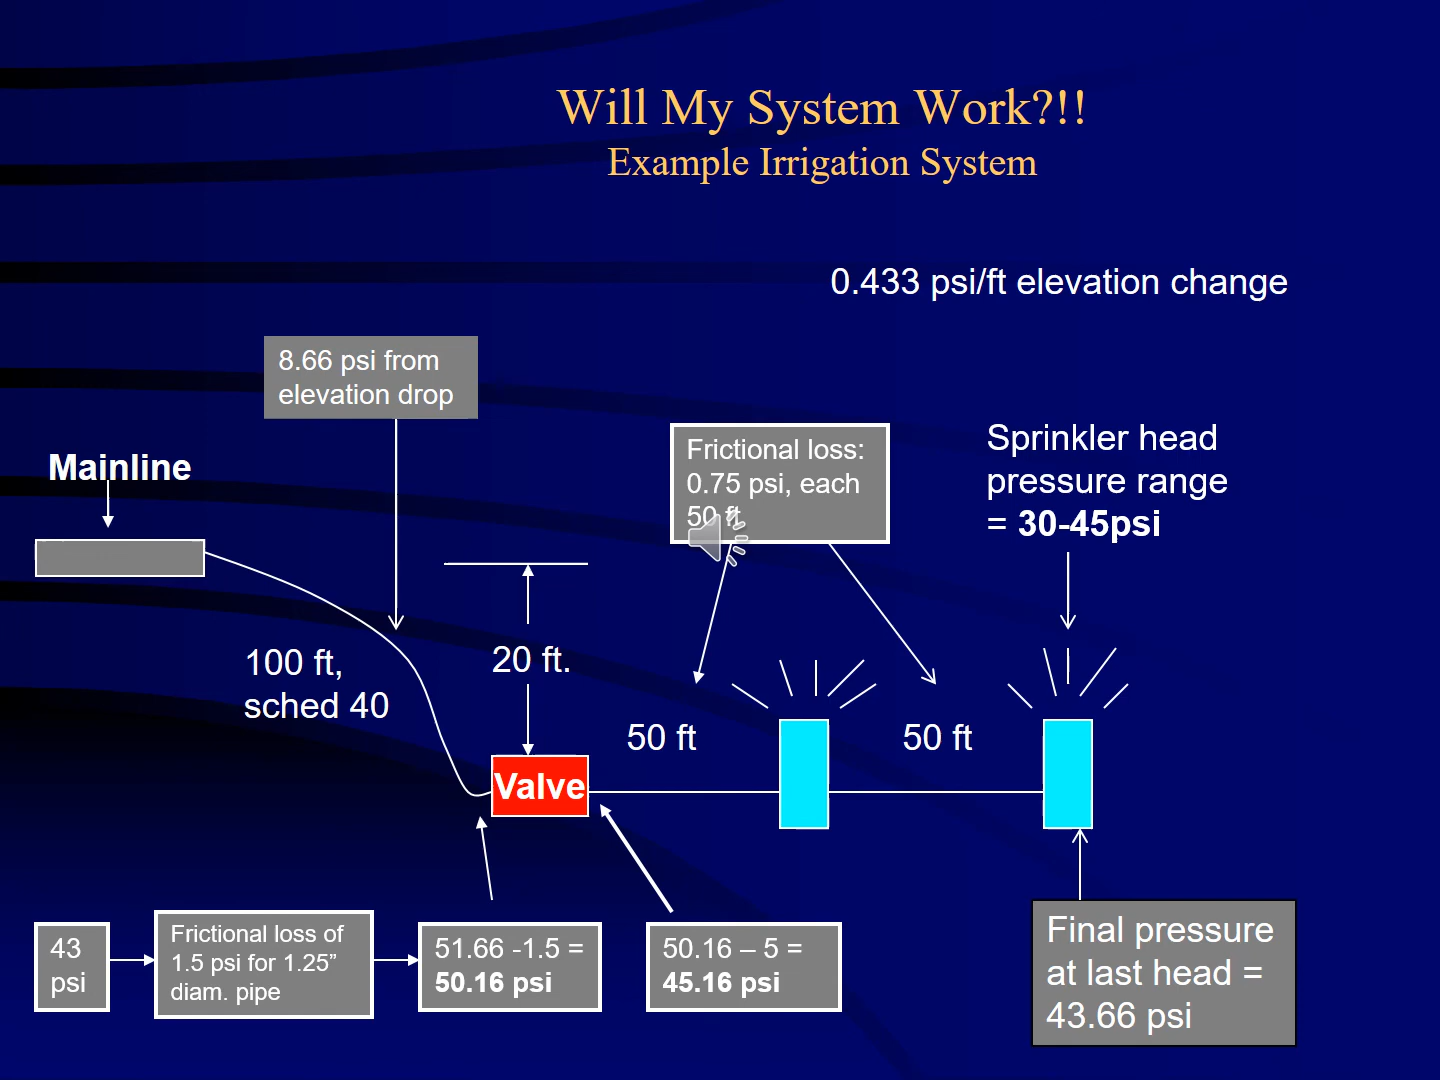 Will My System Work?!!
Example Irrigation System
0.433 psi/ft elevation change
8.66 psi from
elevation drop
Mainline
Frictional loss:
0.75 psi, each
50 ft
Sprinkler head
pressure range
= 30-45psi
100 ft,
sched 40
20 ft.
50 ft
50 ft
Valve
43
psi
Frictional loss of
1.5 psi for 1.25”
diam. pipe
51.66 -1.5 =
50.16 psi
50.16 – 5 =
45.16 psi
Final pressure
at last head =
43.66 psi